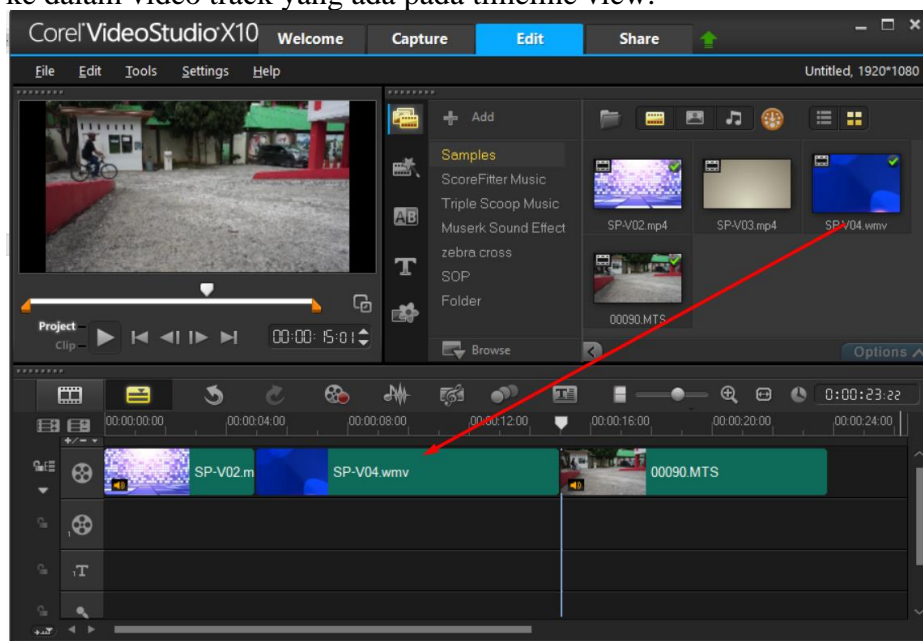 ke dalam video track yang ada pada timeline view.
Corel VideoStudio X10 Welcome Capture Edit Share
File Edit Tools Settings Help Untitled, 1920*1080
Add
Samples
ScoreFitter Music
Triple Scoop Music
Muserk Sound Effect
zebra cross
SOP
Folder
Browse
SP-V02.mp4 SP-V03.mp4 SP-V04.wmv
00090.MTS
Options
Project
Clip
00:00:15:01
0:00:23:22
00:00:00:00 00:00:04:00 00:00:08:00 00:00:12:00 00:00:16:00 00:00:20:00 00:00:24:00
SP-V02.m SP-V04.wmv 00090.MTS